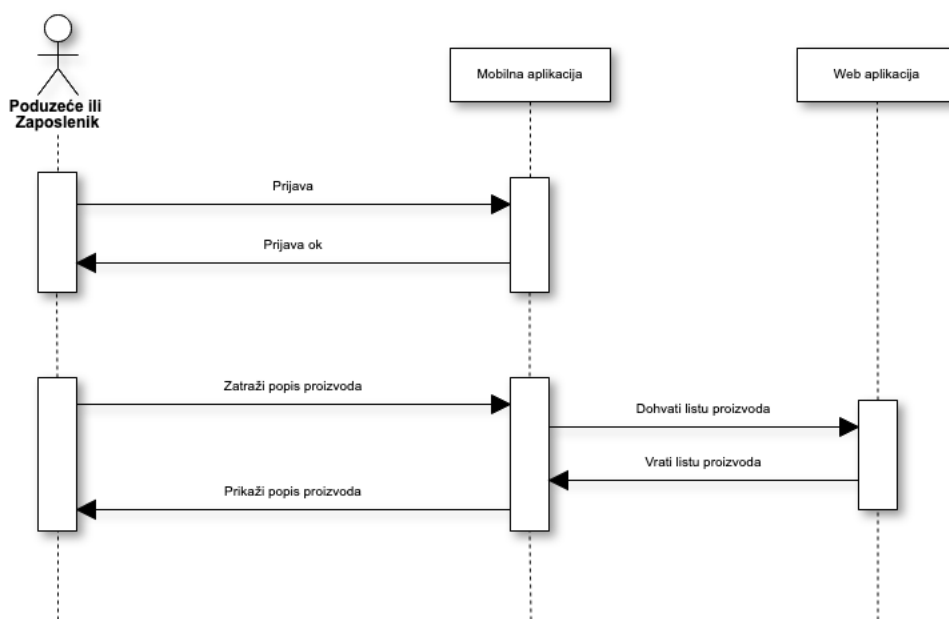 Poduzeće ili
Zaposlenik
Mobilna aplikacija
Web aplikacija
Prijava
Prijava ok
Zatraži popis proizvoda
Dohvati listu proizvoda
Vrati listu proizvoda
Prikaži popis proizvoda